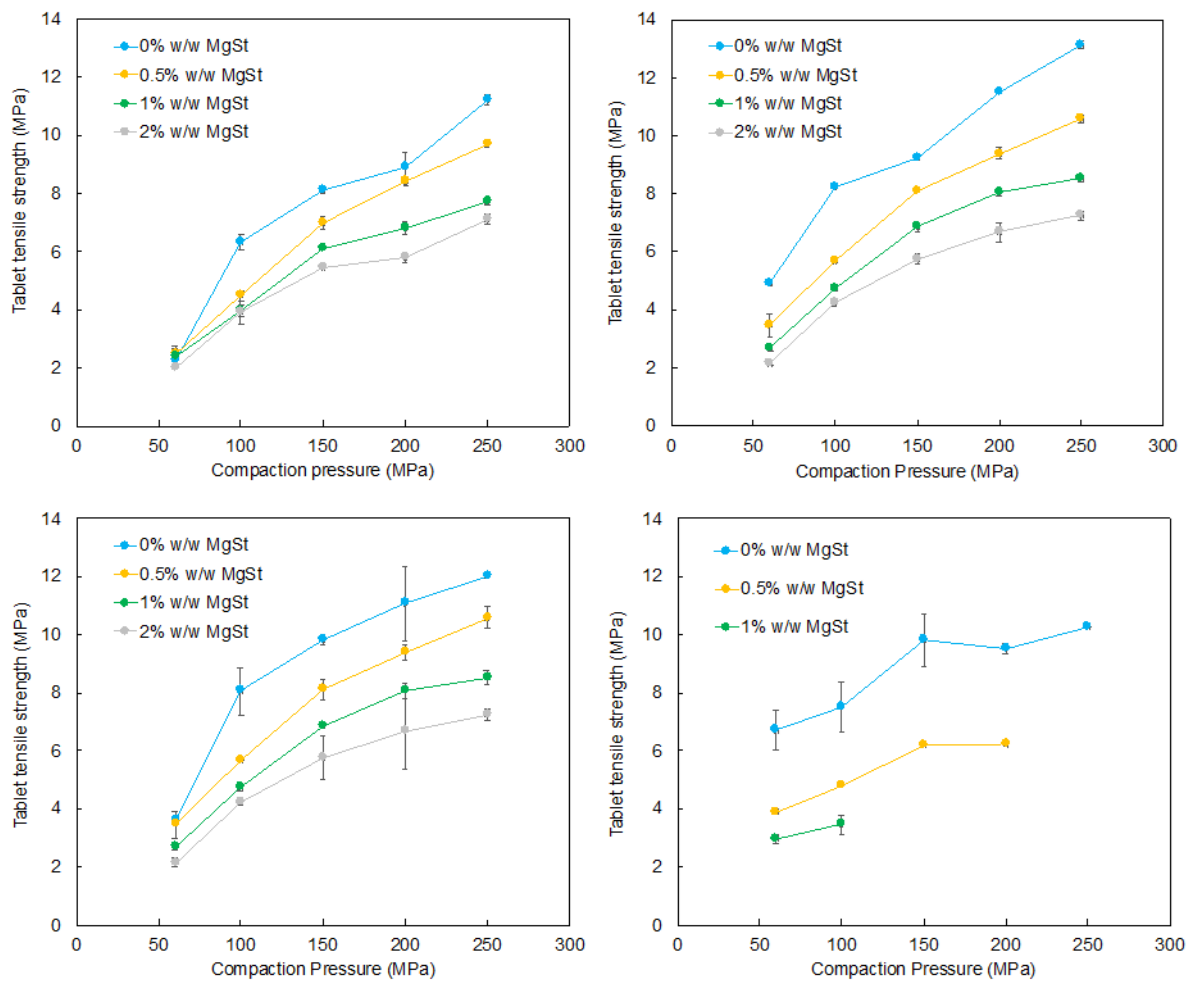 14
12
10
8
6
4
2
0
Tablet tensile strength (MPa)
0% w/w MgSt
0.5% w/w MgSt
1% w/w MgSt
2% w/w MgSt
0 50 100 150 200 250 300
Compaction pressure (MPa)
14
12
10
8
6
4
2
0
Tablet tensile strength (MPa)
0% w/w MgSt
0.5% w/w MgSt
1% w/w MgSt
2% w/w MgSt
0 50 100 150 200 250 300
Compaction Pressure (MPa)
14
12
10
8
6
4
2
0
Tablet tensile strength (MPa)
0% w/w MgSt
0.5% w/w MgSt
1% w/w MgSt
2% w/w MgSt
0 50 100 150 200 250 300
Compaction Pressure (MPa)
14
12
10
8
6
4
2
0
Tablet tensile strength (MPa)
0% w/w MgSt
0.5% w/w MgSt
1% w/w MgSt
0 50 100 150 200 250 300
Compaction Pressure (MPa)